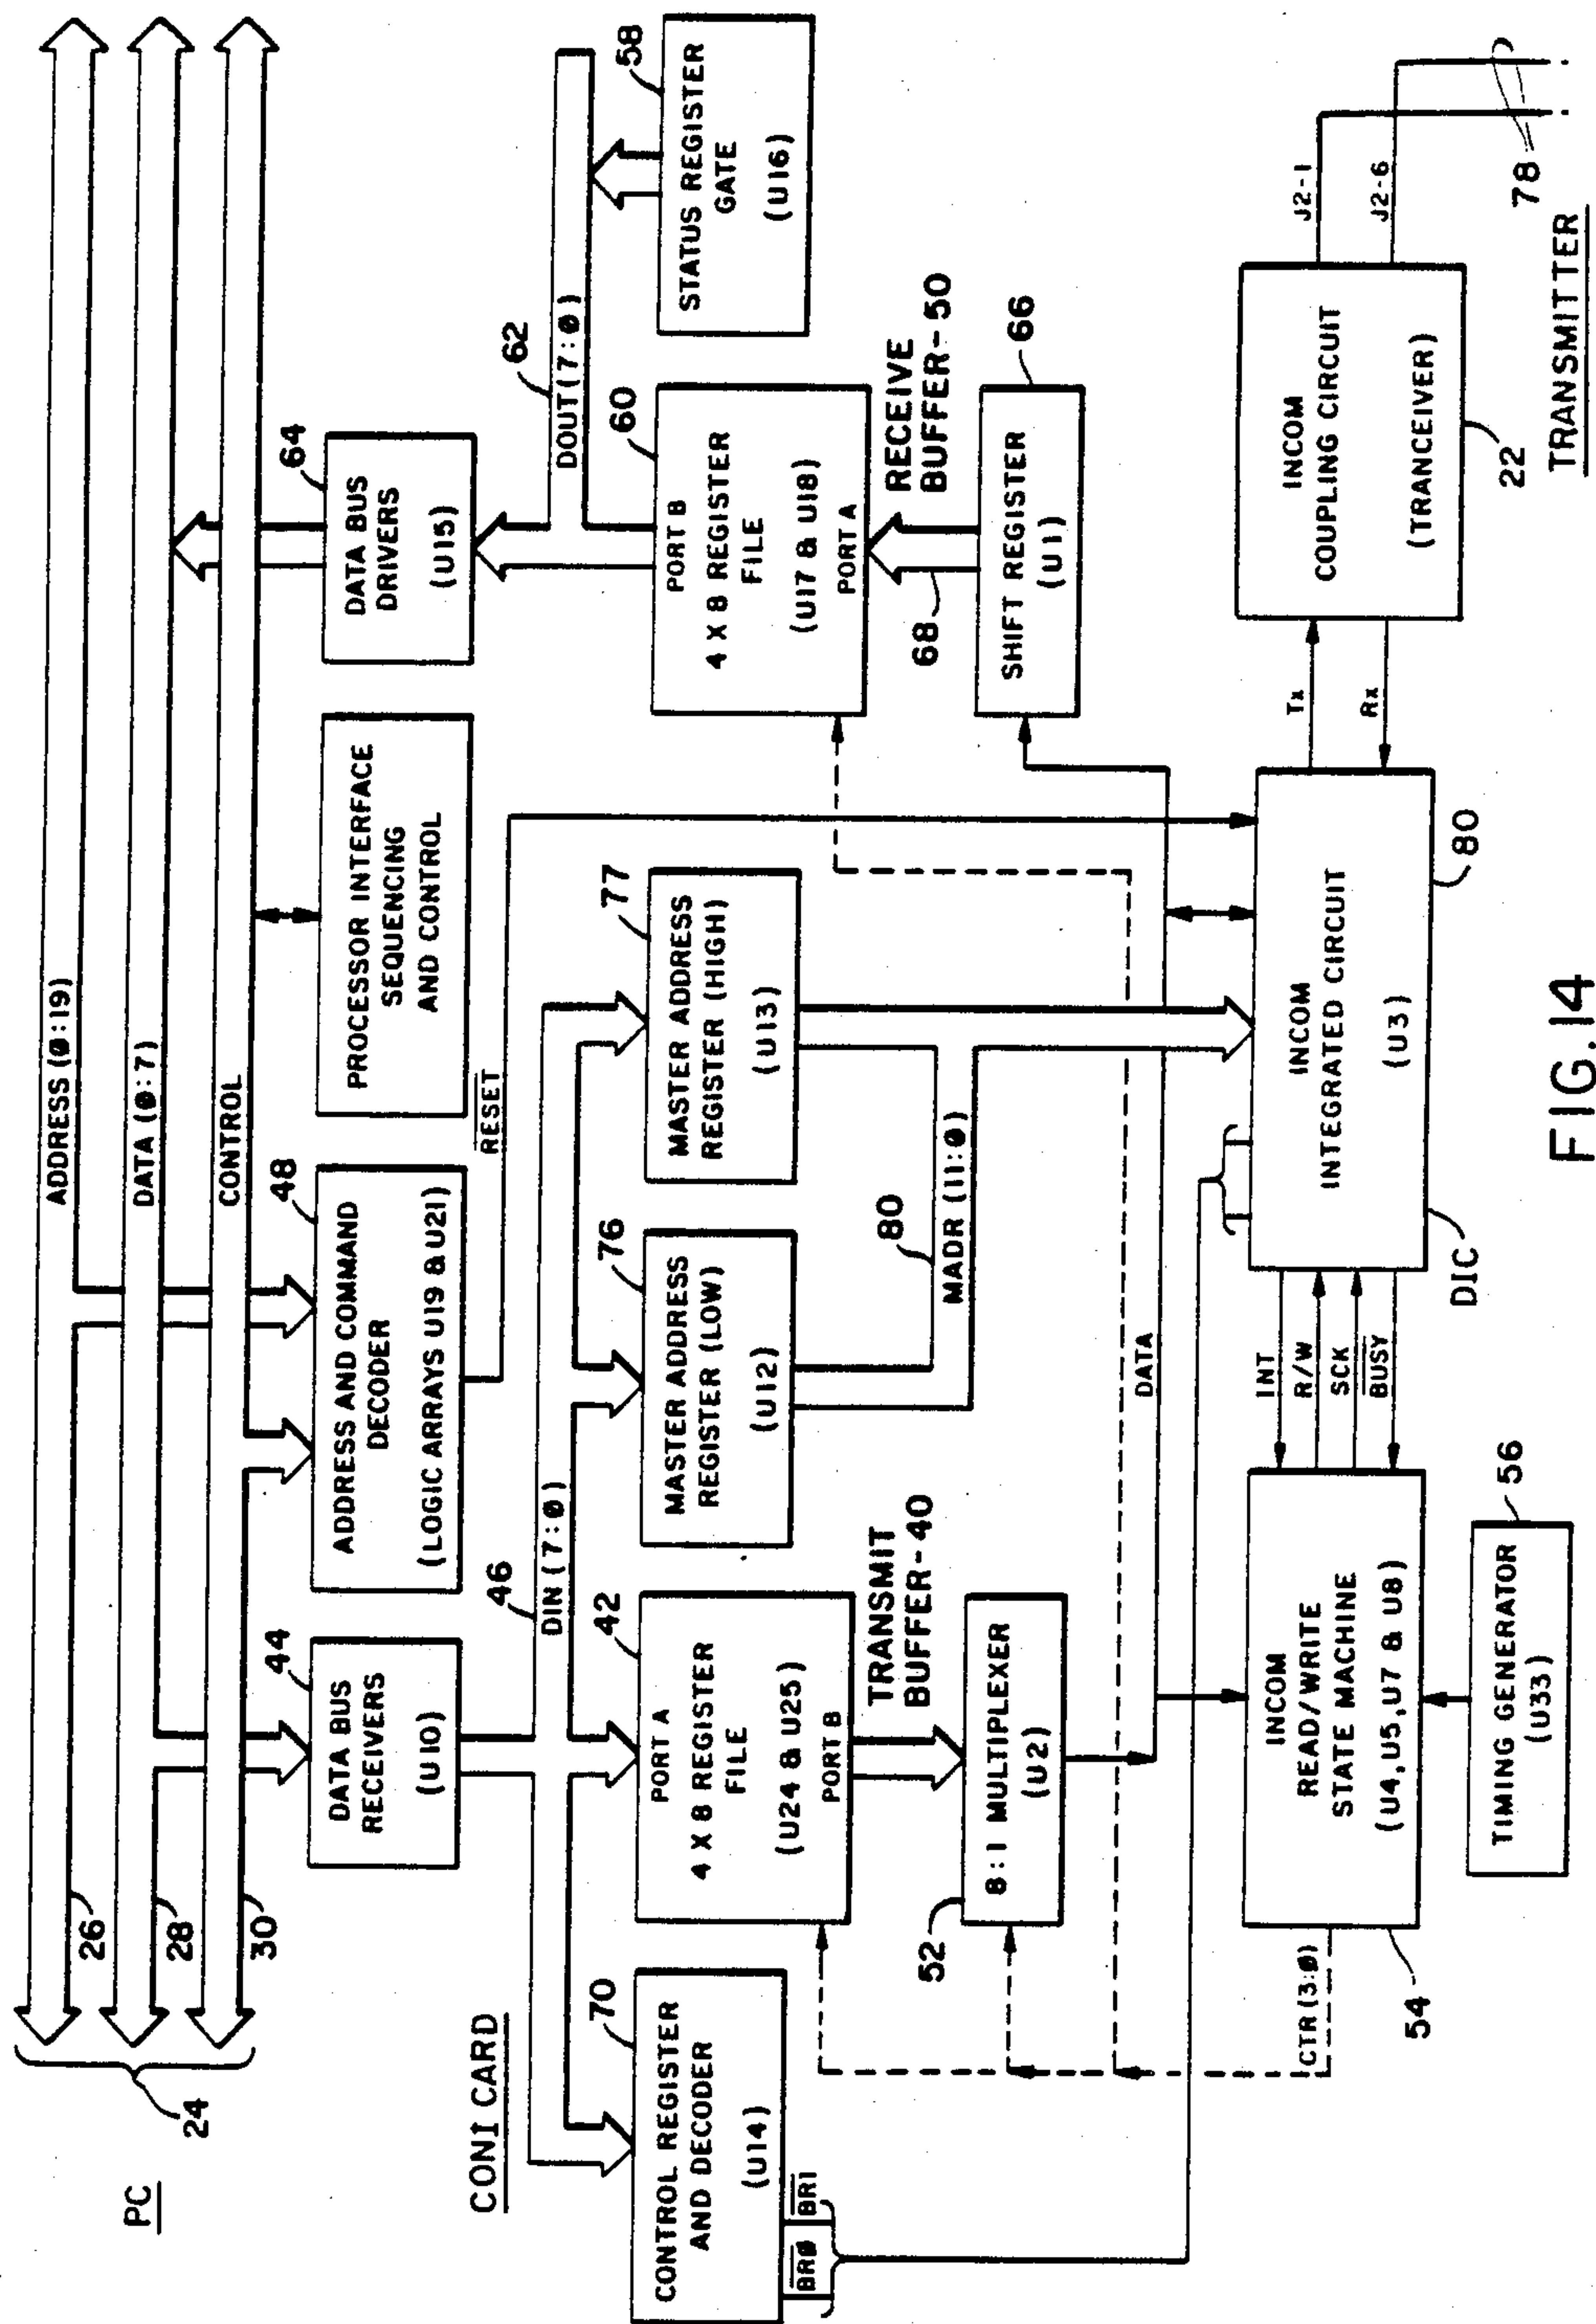 PC
24
26
28
30
ADDRESS (0:19)
DATA (0:7)
CONTROL
CONI CARD
44
DATA BUS
RECEIVERS
(U10)
48
ADDRESS AND COMMAND
DECODER
(LOGIC ARRAYS U19 & U21)
PROCESSOR INTERFACE
SEQUENCING
AND CONTROL
64
DATA BUS
DRIVERS
(U15)
RESET
46
DIN (7:0)
62
DOUT (7:0)
70
CONTROL REGISTER
AND DECODER
(U14)
BR0
BR1
42
PORT A
4 X 8 REGISTER
FILE
(U24 & U25)
PORT B
76
MASTER ADDRESS
REGISTER (LOW)
(U12)
77
MASTER ADDRESS
REGISTER (HIGH)
(U13)
60
PORT B
4 X 8 REGISTER
FILE
(U17 & U18)
PORT A
58
STATUS REGISTER
GATE
(U16)
TRANSMIT
BUFFER-40
RECEIVE
BUFFER-50
80
MADR (11:0)
52
8:1 MULTIPLEXER
(U2)
68
66
SHIFT REGISTER
(U1)
DATA
CTR (3:0)
54
INCOM
READ/WRITE
STATE MACHINE
(U4, U5, U7 & U8)
INT
R/W
SCK
BUSY
INCOM
INTEGRATED CIRCUIT
(U3)
DIC
80
Tx
Rx
INCOM
COUPLING CIRCUIT
(TRANCEIVER)
22
J2-1
J2-6
78
TRANSMITTER
56
TIMING GENERATOR
(U33)
FIG. 14